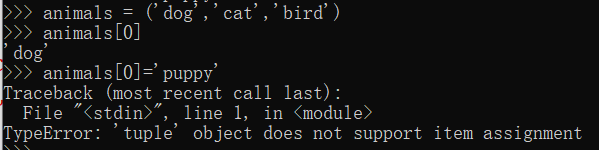 >>> animals = ('dog','cat','bird')
>>> animals[0]
'dog'
>>> animals[0]='puppy'
Traceback (most recent call last):
  File "<stdin>", line 1, in <module>
TypeError: 'tuple' object does not support item assignment
>>>